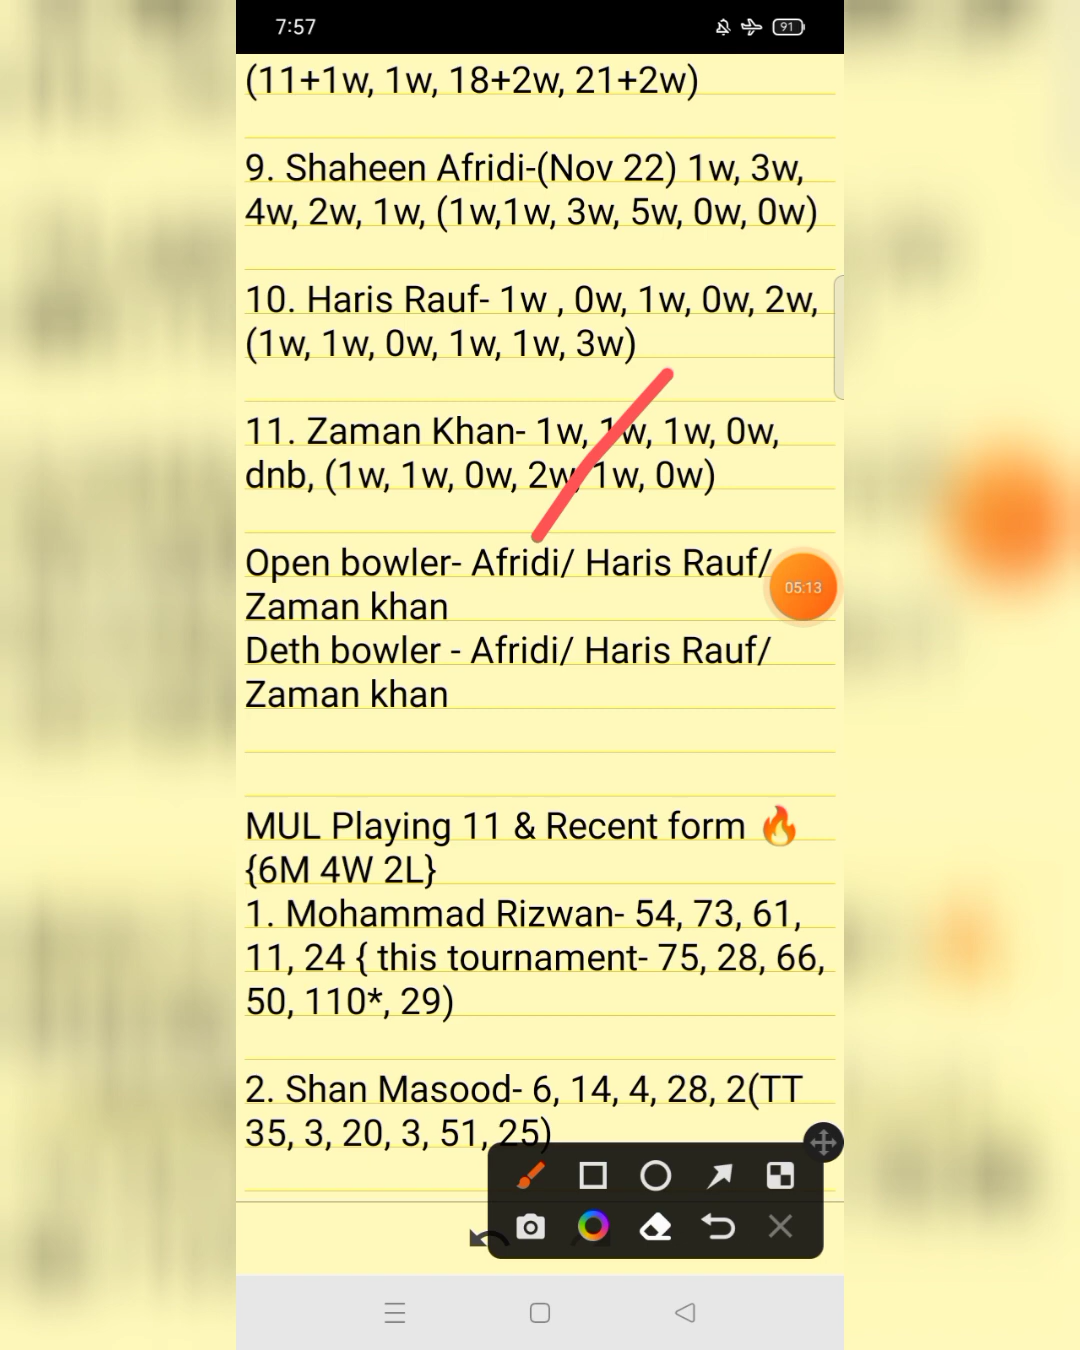 7:57
91
(11+1w, 1w, 18+2w, 21+2w)
9. Shaheen Afridi-(Nov 22) 1w, 3w,
4w, 2w, 1w, (1w,1w, 3w, 5w, 0w, 0w)
10. Haris Rauf- 1w , 0w, 1w, 0w, 2w,
(1w, 1w, 0w, 1w, 1w, 3w)
11. Zaman Khan- 1w, 1w, 1w, 0w,
dnb, (1w, 1w, 0w, 2w, 1w, 0w)
Open bowler- Afridi/ Haris Rauf/
Zaman khan
05:13
Deth bowler - Afridi/ Haris Rauf/
Zaman khan
MUL Playing 11 & Recent form 🔥
{6M 4W 2L}
1. Mohammad Rizwan- 54, 73, 61,
11, 24 { this tournament- 75, 28, 66,
50, 110*, 29)
2. Shan Masood- 6, 14, 4, 28, 2(TT
35, 3, 20, 3, 51, 25)